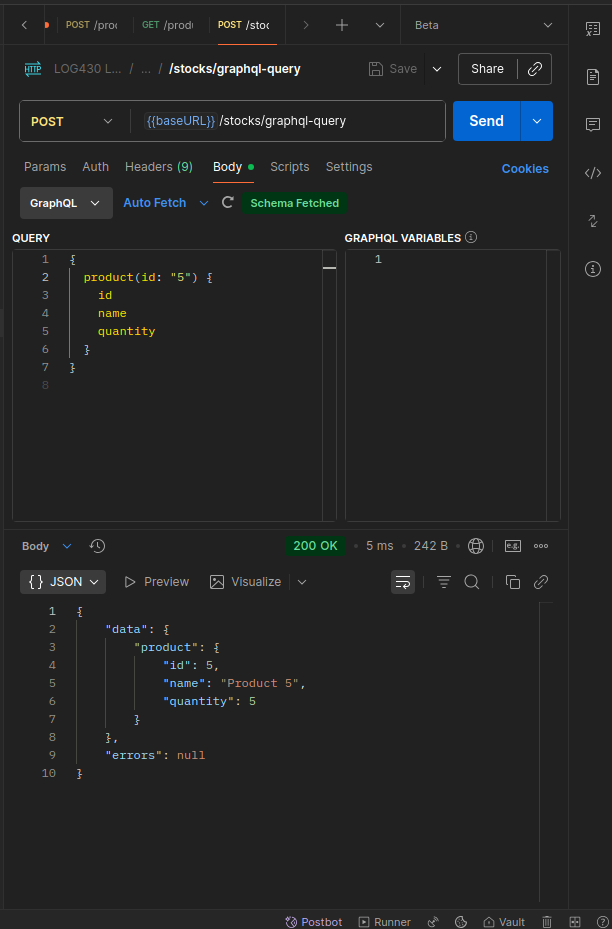 POST /proc GET /produ POST /stoc Beta
HTTP LOG430 L... / ... / /stocks/graphql-query Save Share
POST {{baseURL}} /stocks/graphql-query Send
Params Auth Headers (9) Body Scripts Settings Cookies
GraphQL Auto Fetch Schema Fetched
QUERY
1 {
2 product(id: "5") {
3 id
4 name
5 quantity
6 }
7 }
8
GRAPHQL VARIABLES
1
Body 200 OK 5 ms 242 B e.g.
{} JSON Preview Visualize
1 {
2 "data": {
3 "product": {
4 "id": 5,
5 "name": "Product 5",
6 "quantity": 5
7 }
8 },
9 "errors": null
10 }
Postbot Runner Vault